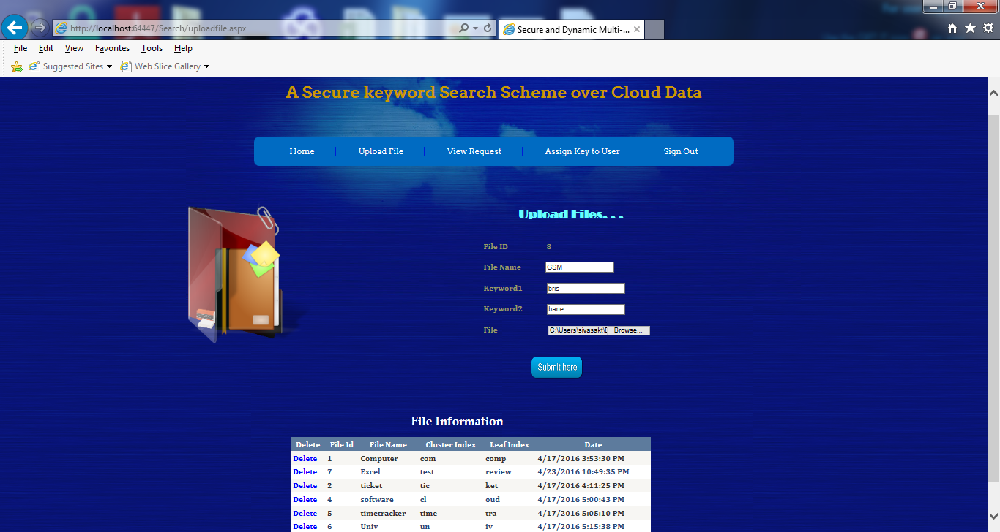 http://localhost:64447/Search/uploadfile.aspx
Secure and Dynamic Multi-...
File Edit View Favorites Tools Help
Suggested Sites Web Slice Gallery
A Secure keyword Search Scheme over Cloud Data
Home Upload File View Request Assign Key to User Sign Out
Upload Files. . .
File ID 8
File Name GSM
Keyword1 bris
Keyword2 bane
File C:\Users\sivasakt\D Browse...
Submit here
File Information
Delete File Id File Name Cluster Index Leaf Index Date
Delete 1 Computer com comp 4/17/2016 3:53:30 PM
Delete 7 Excel test review 4/23/2016 10:49:35 PM
Delete 2 ticket tic ket 4/17/2016 4:11:25 PM
Delete 4 software cl oud 4/17/2016 5:00:43 PM
Delete 5 timetracker time tra 4/17/2016 5:05:10 PM
Delete 6 Univ un iv 4/17/2016 5:15:38 PM